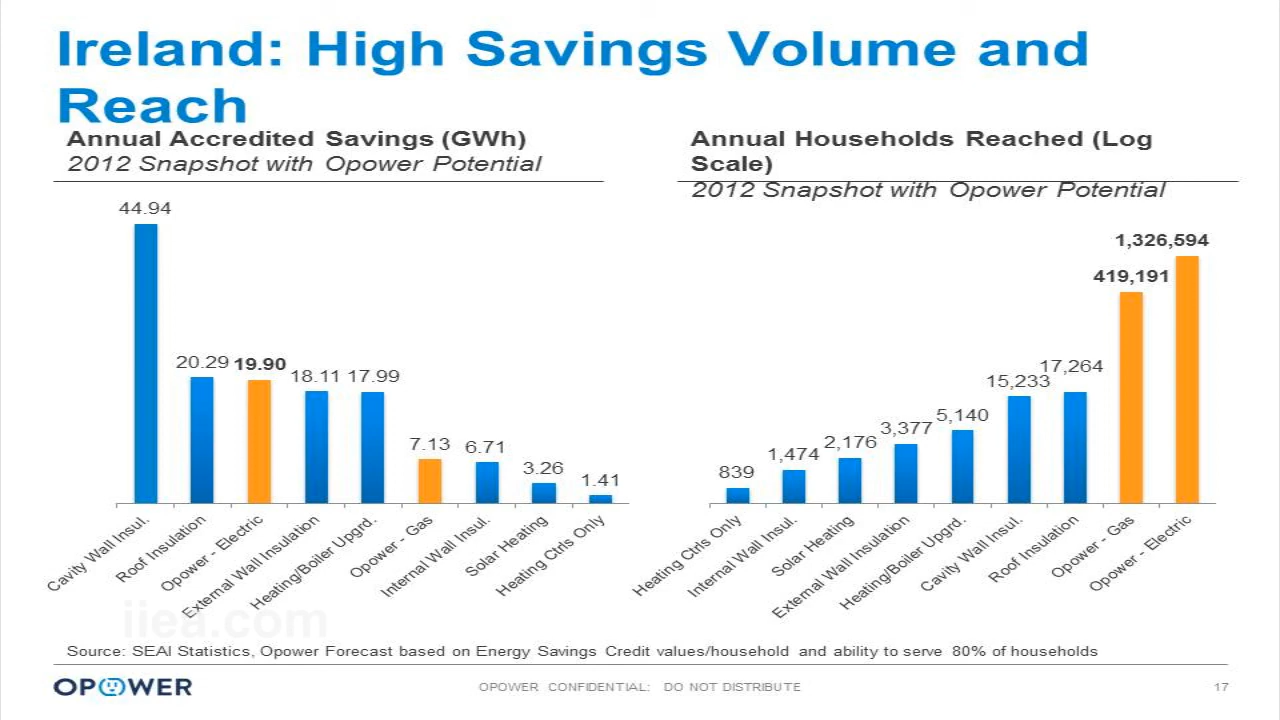 Ireland: High Savings Volume and
Reach
Annual Accredited Savings (GWh)
2012 Snapshot with Opower Potential
44.94
20.29
19.90
18.11
17.99
7.13
6.71
3.26
1.41
Cavity Wall Insul.
Roof Insulation
Opower - Electric
External Wall Insulation
Heating/Boiler Upgrd.
Opower - Gas
Internal Wall Insul.
Solar Heating
Heating Ctrls Only
Annual Households Reached (Log
Scale)
2012 Snapshot with Opower Potential
839
1,474
2,176
3,377
5,140
15,233
17,264
419,191
1,326,594
Heating Ctrls Only
Internal Wall Insul.
Solar Heating
External Wall Insulation
Heating/Boiler Upgrd.
Cavity Wall Insul.
Roof Insulation
Opower - Gas
Opower - Electric
iiea.com
Source: SEAI Statistics, Opower Forecast based on Energy Savings Credit values/household and ability to serve 80% of households
OPOWER
OPOWER CONFIDENTIAL: DO NOT DISTRIBUTE
17